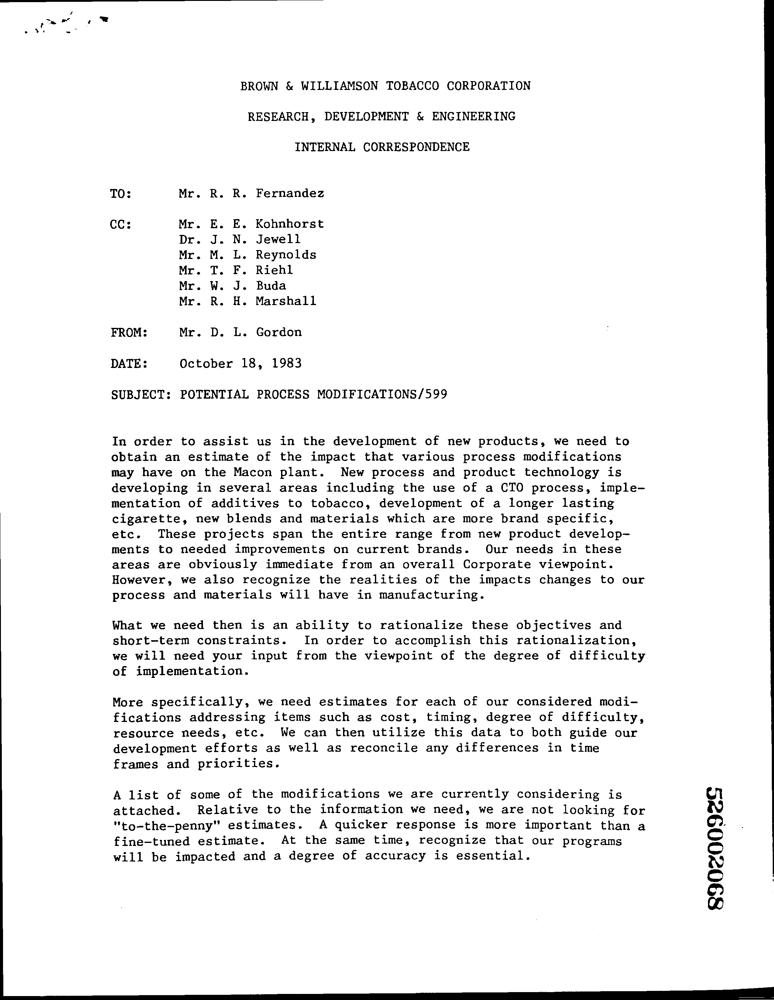 BROWN & WILLIAMSON TOBACCO CORPORATION
RESEARCH, DEVELOPMENT & ENGINEERING
INTERNAL CORRESPONDENCE
TO: Mr. R. R. Fernandez
CC: Mr. E. E. Kohnhorst
Dr. J. N. Jewell
Mr. M. L. Reynolds
Mr. T. F. Riehl
Mr. W. J. Buda
Mr. R. H. Marshall
FROM: Mr. D. L. Gordon
DATE: October 18, 1983
SUBJECT: POTENTIAL PROCESS MODIFICATIONS/599
In order to assist us in the development of new products, we need to
obtain an estimate of the impact that various process modifications
may have on the Macon plant. New process and product technology is
developing in several areas including the use of a CTO process, imple-
mentation of additives to tobacco, development of a longer lasting
cigarette, new blends and materials which are more brand specific,
etc. These projects span the entire range from new product develop-
ments to needed improvements on current brands. Our needs in these
areas are obviously immediate from an overall Corporate viewpoint.
However, we also recognize the realities of the impacts changes to our
process and materials will have in manufacturing.
What we need then is an ability to rationalize these objectives and
short-term constraints. In order to accomplish this rationalization,
we will need your input from the viewpoint of the degree of difficulty
of implementation.
More specifically, we need estimates for each of our considered modi-
fications addressing items such as cost, timing, degree of difficulty,
resource needs, etc. We can then utilize this data to both guide our
development efforts as well as reconcile any differences in time
frames and priorities.
A list of some of the modifications we are currently considering is
attached. Relative to the information we need, we are not looking for
"to-the-penny" estimates. A quicker response is more important than a
fine-tuned estimate. At the same time, recognize that our programs
will be impacted and a degree of accuracy is essential.
526002068